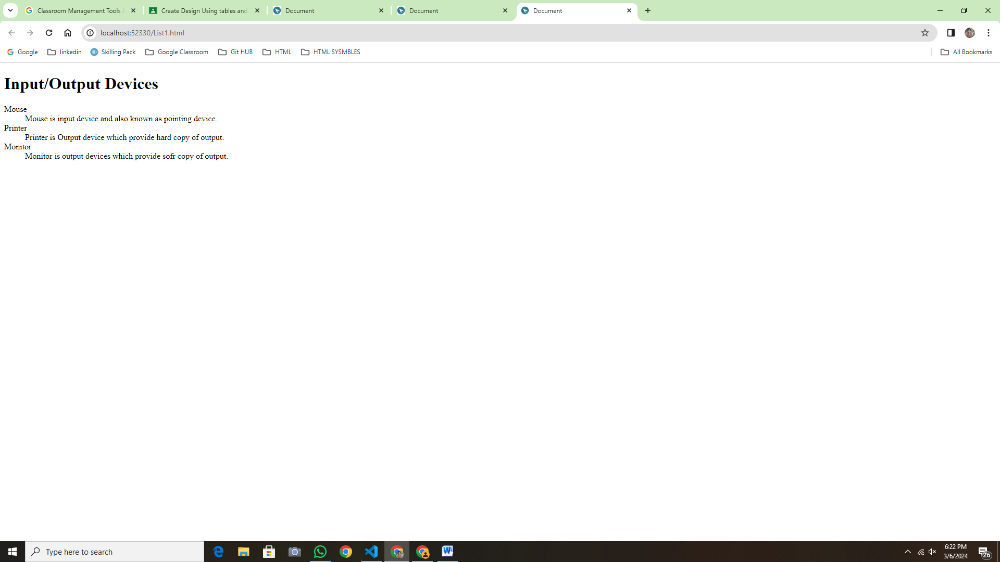 Classroom Management Tools
Create Design Using tables and
Document
Document
Document
localhost:52330/List1.html
Google
linkedin
Skilling Pack
Google Classroom
Git HUB
HTML
HTML SYSMBLES
All Bookmarks
Input/Output Devices
Mouse
Mouse is input device and also known as pointing device.
Printer
Printer is Output device which provide hard copy of output.
Monitor
Monitor is output devices which provide sofr copy of output.
Type here to search
6:22 PM
3/6/2024
26